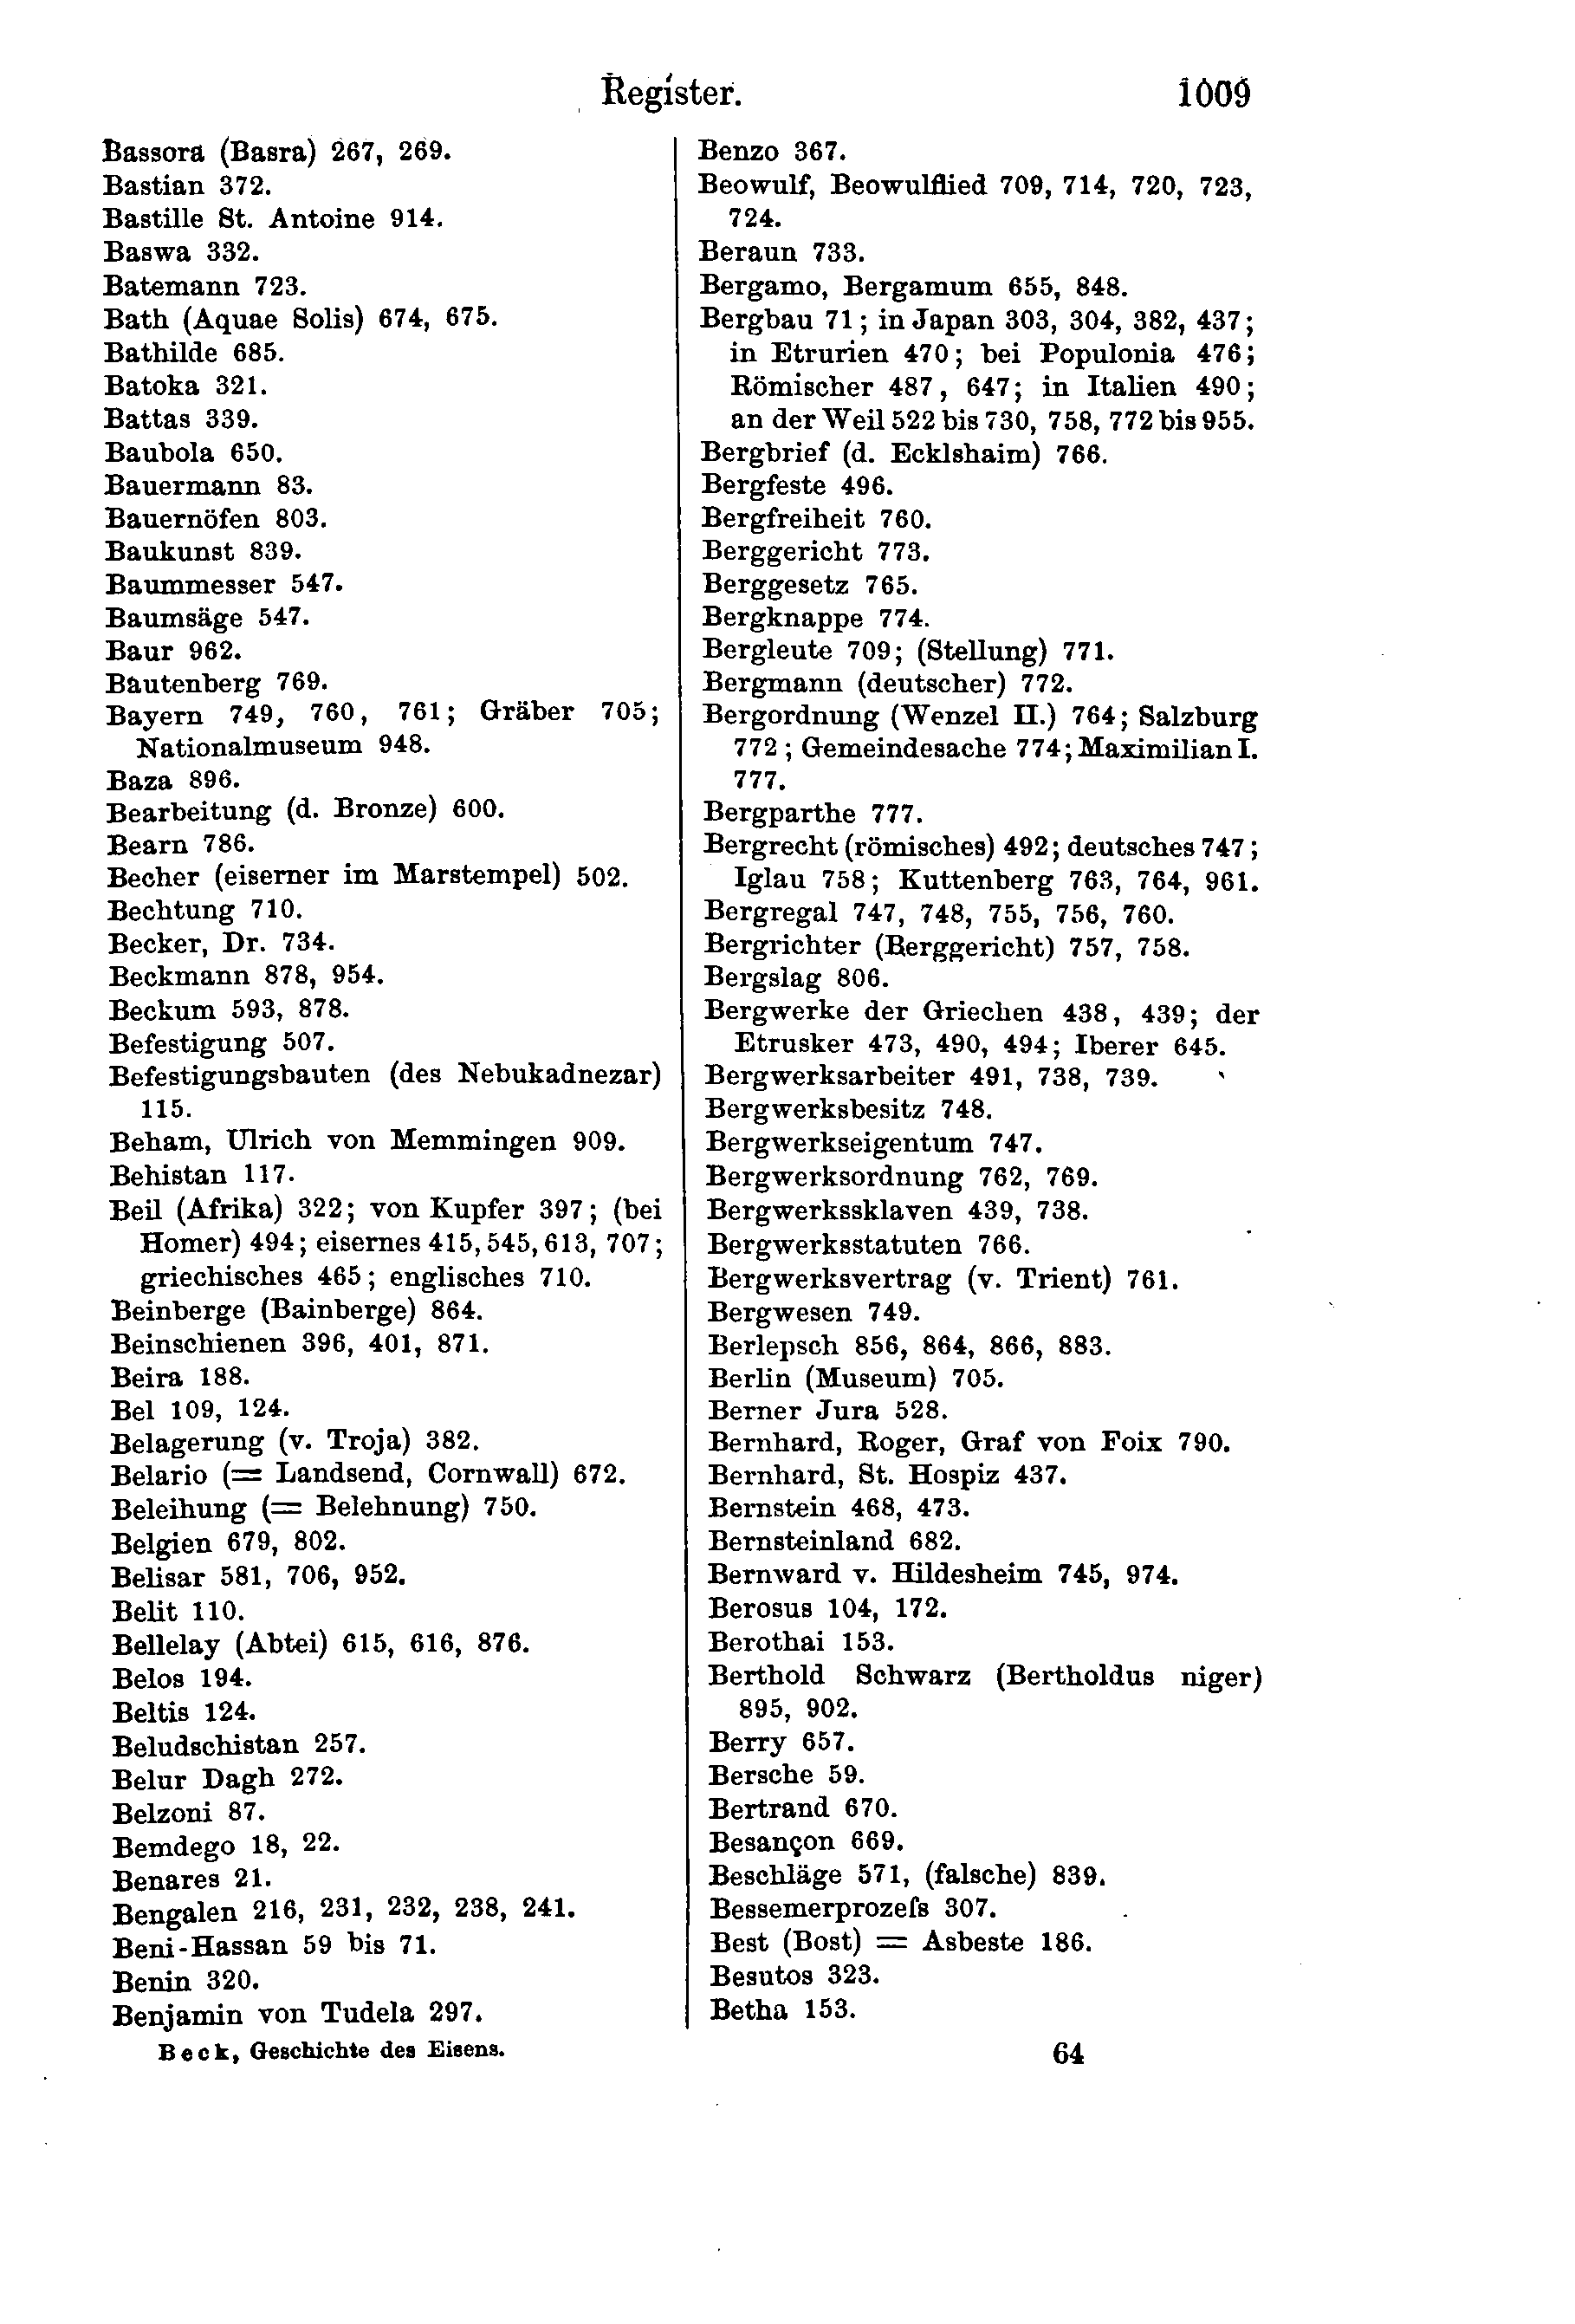 Register. 1009
Bassora (Basra) 267, 269.
Bastian 372.
Bastille St. Antoine 914.
Baswa 332.
Batemann 723.
Bath (Aquae Solis) 674, 675.
Bathilde 685.
Batoka 321.
Battas 339.
Baubola 650.
Bauermann 83.
Bauernöfen 803.
Baukunst 839.
Baummesser 547.
Baumsäge 547.
Baur 962.
Bautenberg 769.
Bayern 749, 760, 761; Gräber 705;
Nationalmuseum 948.
Baza 896.
Bearbeitung (d. Bronze) 600.
Bearn 786.
Becher (eiserner im Marstempel) 502.
Bechtung 710.
Becker, Dr. 734.
Beckmann 878, 954.
Beckum 593, 878.
Befestigung 507.
Befestigungsbauten (des Nebukadnezar)
115.
Beham, Ulrich von Memmingen 909.
Behistan 117.
Beil (Afrika) 322; von Kupfer 397; (bei
Homer) 494; eisernes 415, 545, 613, 707;
griechisches 465; englisches 710.
Beinberge (Bainberge) 864.
Beinschienen 396, 401, 871.
Beira 188.
Bel 109, 124.
Belagerung (v. Troja) 382.
Belario (= Landsend, Cornwall) 672.
Beleihung (= Belehnung) 750.
Belgien 679, 802.
Belisar 581, 706, 952.
Belit 110.
Bellelay (Abtei) 615, 616, 876.
Belos 194.
Beltis 124.
Beludschistan 257.
Belur Dagh 272.
Belzoni 87.
Bemdego 18, 22.
Benares 21.
Bengalen 216, 231, 232, 238, 241.
Beni-Hassan 59 bis 71.
Benin 320.
Benjamin von Tudela 297.
Benzo 367.
Beowulf, Beowulflied 709, 714, 720, 723,
724.
Beraun 733.
Bergamo, Bergamum 655, 848.
Bergbau 71; in Japan 303, 304, 382, 437;
in Etrurien 470; bei Populonia 476;
Römischer 487, 647; in Italien 490;
an der Weil 522 bis 730, 758, 772 bis 955.
Bergbrief (d. Ecklshaim) 766.
Bergfeste 496.
Bergfreiheit 760.
Berggericht 773.
Berggesetz 765.
Bergknappe 774.
Bergleute 709; (Stellung) 771.
Bergmann (deutscher) 772.
Bergordnung (Wenzel II.) 764; Salzburg
772; Gemeindesache 774; Maximilian I.
777.
Bergparthe 777.
Bergrecht (römisches) 492; deutsches 747;
Iglau 758; Kuttenberg 763, 764, 961.
Bergregal 747, 748, 755, 756, 760.
Bergrichter (Berggericht) 757, 758.
Bergslag 806.
Bergwerke der Griechen 438, 439; der
Etrusker 473, 490, 494; Iberer 645.
Bergwerksarbeiter 491, 738, 739.
Bergwerksbesitz 748.
Bergwerkseigentum 747.
Bergwerksordnung 762, 769.
Bergwerkssklaven 439, 738.
Bergwerksstatuten 766.
Bergwerksvertrag (v. Trient) 761.
Bergwesen 749.
Berlepsch 856, 864, 866, 883.
Berlin (Museum) 705.
Berner Jura 528.
Bernhard, Roger, Graf von Foix 790.
Bernhard, St. Hospiz 437.
Bernstein 468, 473.
Bernsteinland 682.
Bernward v. Hildesheim 745, 974.
Berosus 104, 172.
Berothai 153.
Berthold Schwarz (Bertholdus niger)
895, 902.
Berry 657.
Bersche 59.
Bertrand 670.
Besançon 669.
Beschläge 571, (falsche) 839.
Bessemerprozeſs 307.
Best (Bost) = Asbeste 186.
Besutos 323.
Betha 153.
Beck, Geschichte des Eisens. 64